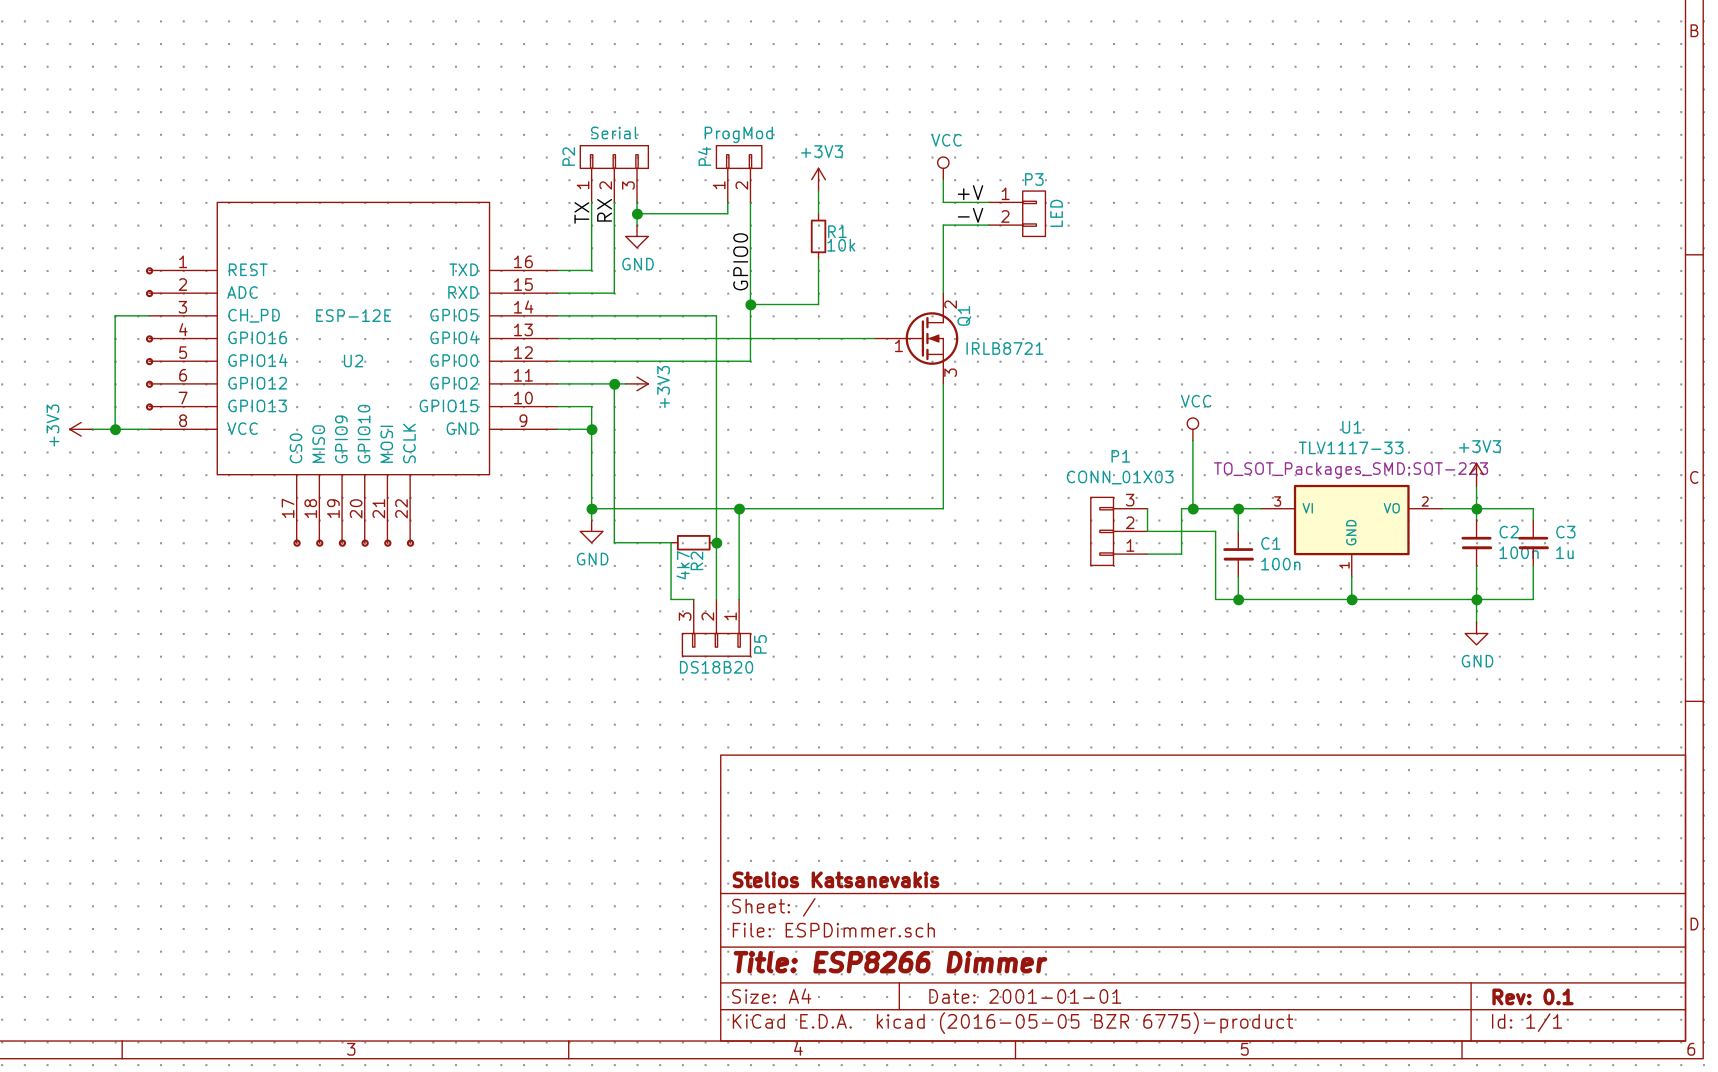 B
Serial
ProgMod
P2
1
2
3
TX
RX
GND
P4
1
2
GPIO0
+3V3
R1
10k
VCC
+V
-V
1
2
P3
LED
1 REST
2 ADC
3 CH_PD
4 GPIO16
5 GPIO14
6 GPIO12
7 GPIO13
8 VCC
+3V3
ESP-12E
U2
TXD 16
RXD 15
GPIO5 14
GPIO4 13
GPIO0 12
GPIO2 11
GPIO15 10
GND 9
CS0
MISO
GPIO9
GPIO10
MOSI
SCLK
17
18
19
20
21
22
+3V3
GND
2
Q1
1
IRLB8721
3
4k7
R2
3
2
1
P5
DS18B20
P1
CONN_01X03
3
2
1
VCC
U1
TLV1117-33
TO_SOT_Packages_SMD:SOT-223
+3V3
3
VI
VO
2
GND
1
C1
100n
C2
100n
C3
1u
GND
C
Stelios Katsanevakis
Sheet: /
File: ESPDimmer.sch
Title: ESP8266 Dimmer
Size: A4
Date: 2001-01-01
Rev: 0.1
KiCad E.D.A.  kicad (2016-05-05 BZR 6775)-product
Id: 1/1
D
3
4
5
6